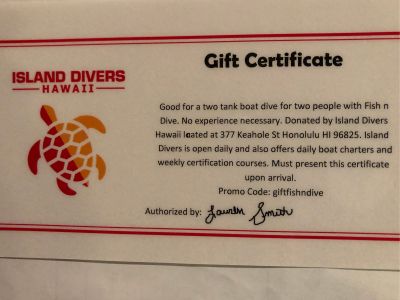 Gift Certificate
ISLAND DIVERS
HAWAII
Good for a two tank boat dive for two people with Fish n
Dive. No experience necessary. Donated by Island Divers
Hawaii located at 377 Keahole St Honolulu HI 96825. Island
Divers is open daily and also offers daily boat charters and
weekly certification courses. Must present this certificate
upon arrival.
Promo Code: giftfishndive
Authorized by: Lauren Smith